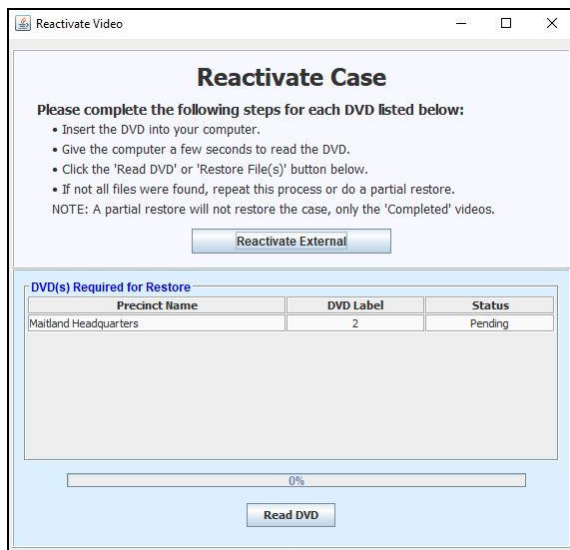 Reactivate Video
Reactivate Case
Please complete the following steps for each DVD listed below:
• Insert the DVD into your computer.
• Give the computer a few seconds to read the DVD.
• Click the 'Read DVD' or 'Restore File(s)' button below.
• If not all files were found, repeat this process or do a partial restore.
NOTE: A partial restore will not restore the case, only the 'Completed' videos.
Reactivate External
DVD(s) Required for Restore
Precinct Name DVD Label Status
Maitland Headquarters 2 Pending
0%
Read DVD